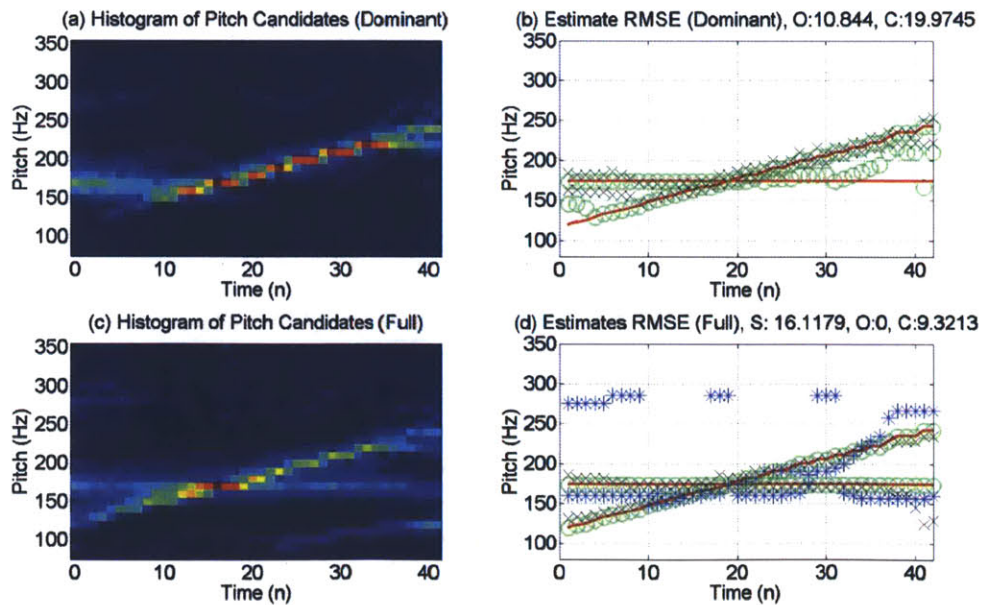 (a) Histogram of Pitch Candidates (Dominant)
350
300
250
200
150
100
Pitch (Hz)
0 10 20 30 40
Time (n)
(b) Estimate RMSE (Dominant), O:10.844, C:19.9745
350
300
250
200
150
100
Pitch (Hz)
0 10 20 30 40
Time (n)
(c) Histogram of Pitch Candidates (Full)
350
300
250
200
150
100
Pitch (Hz)
0 10 20 30 40
Time (n)
(d) Estimates RMSE (Full), S: 16.1179, O:0, C:9.3213
350
300
250
200
150
100
Pitch (Hz)
0 10 20 30 40
Time (n)